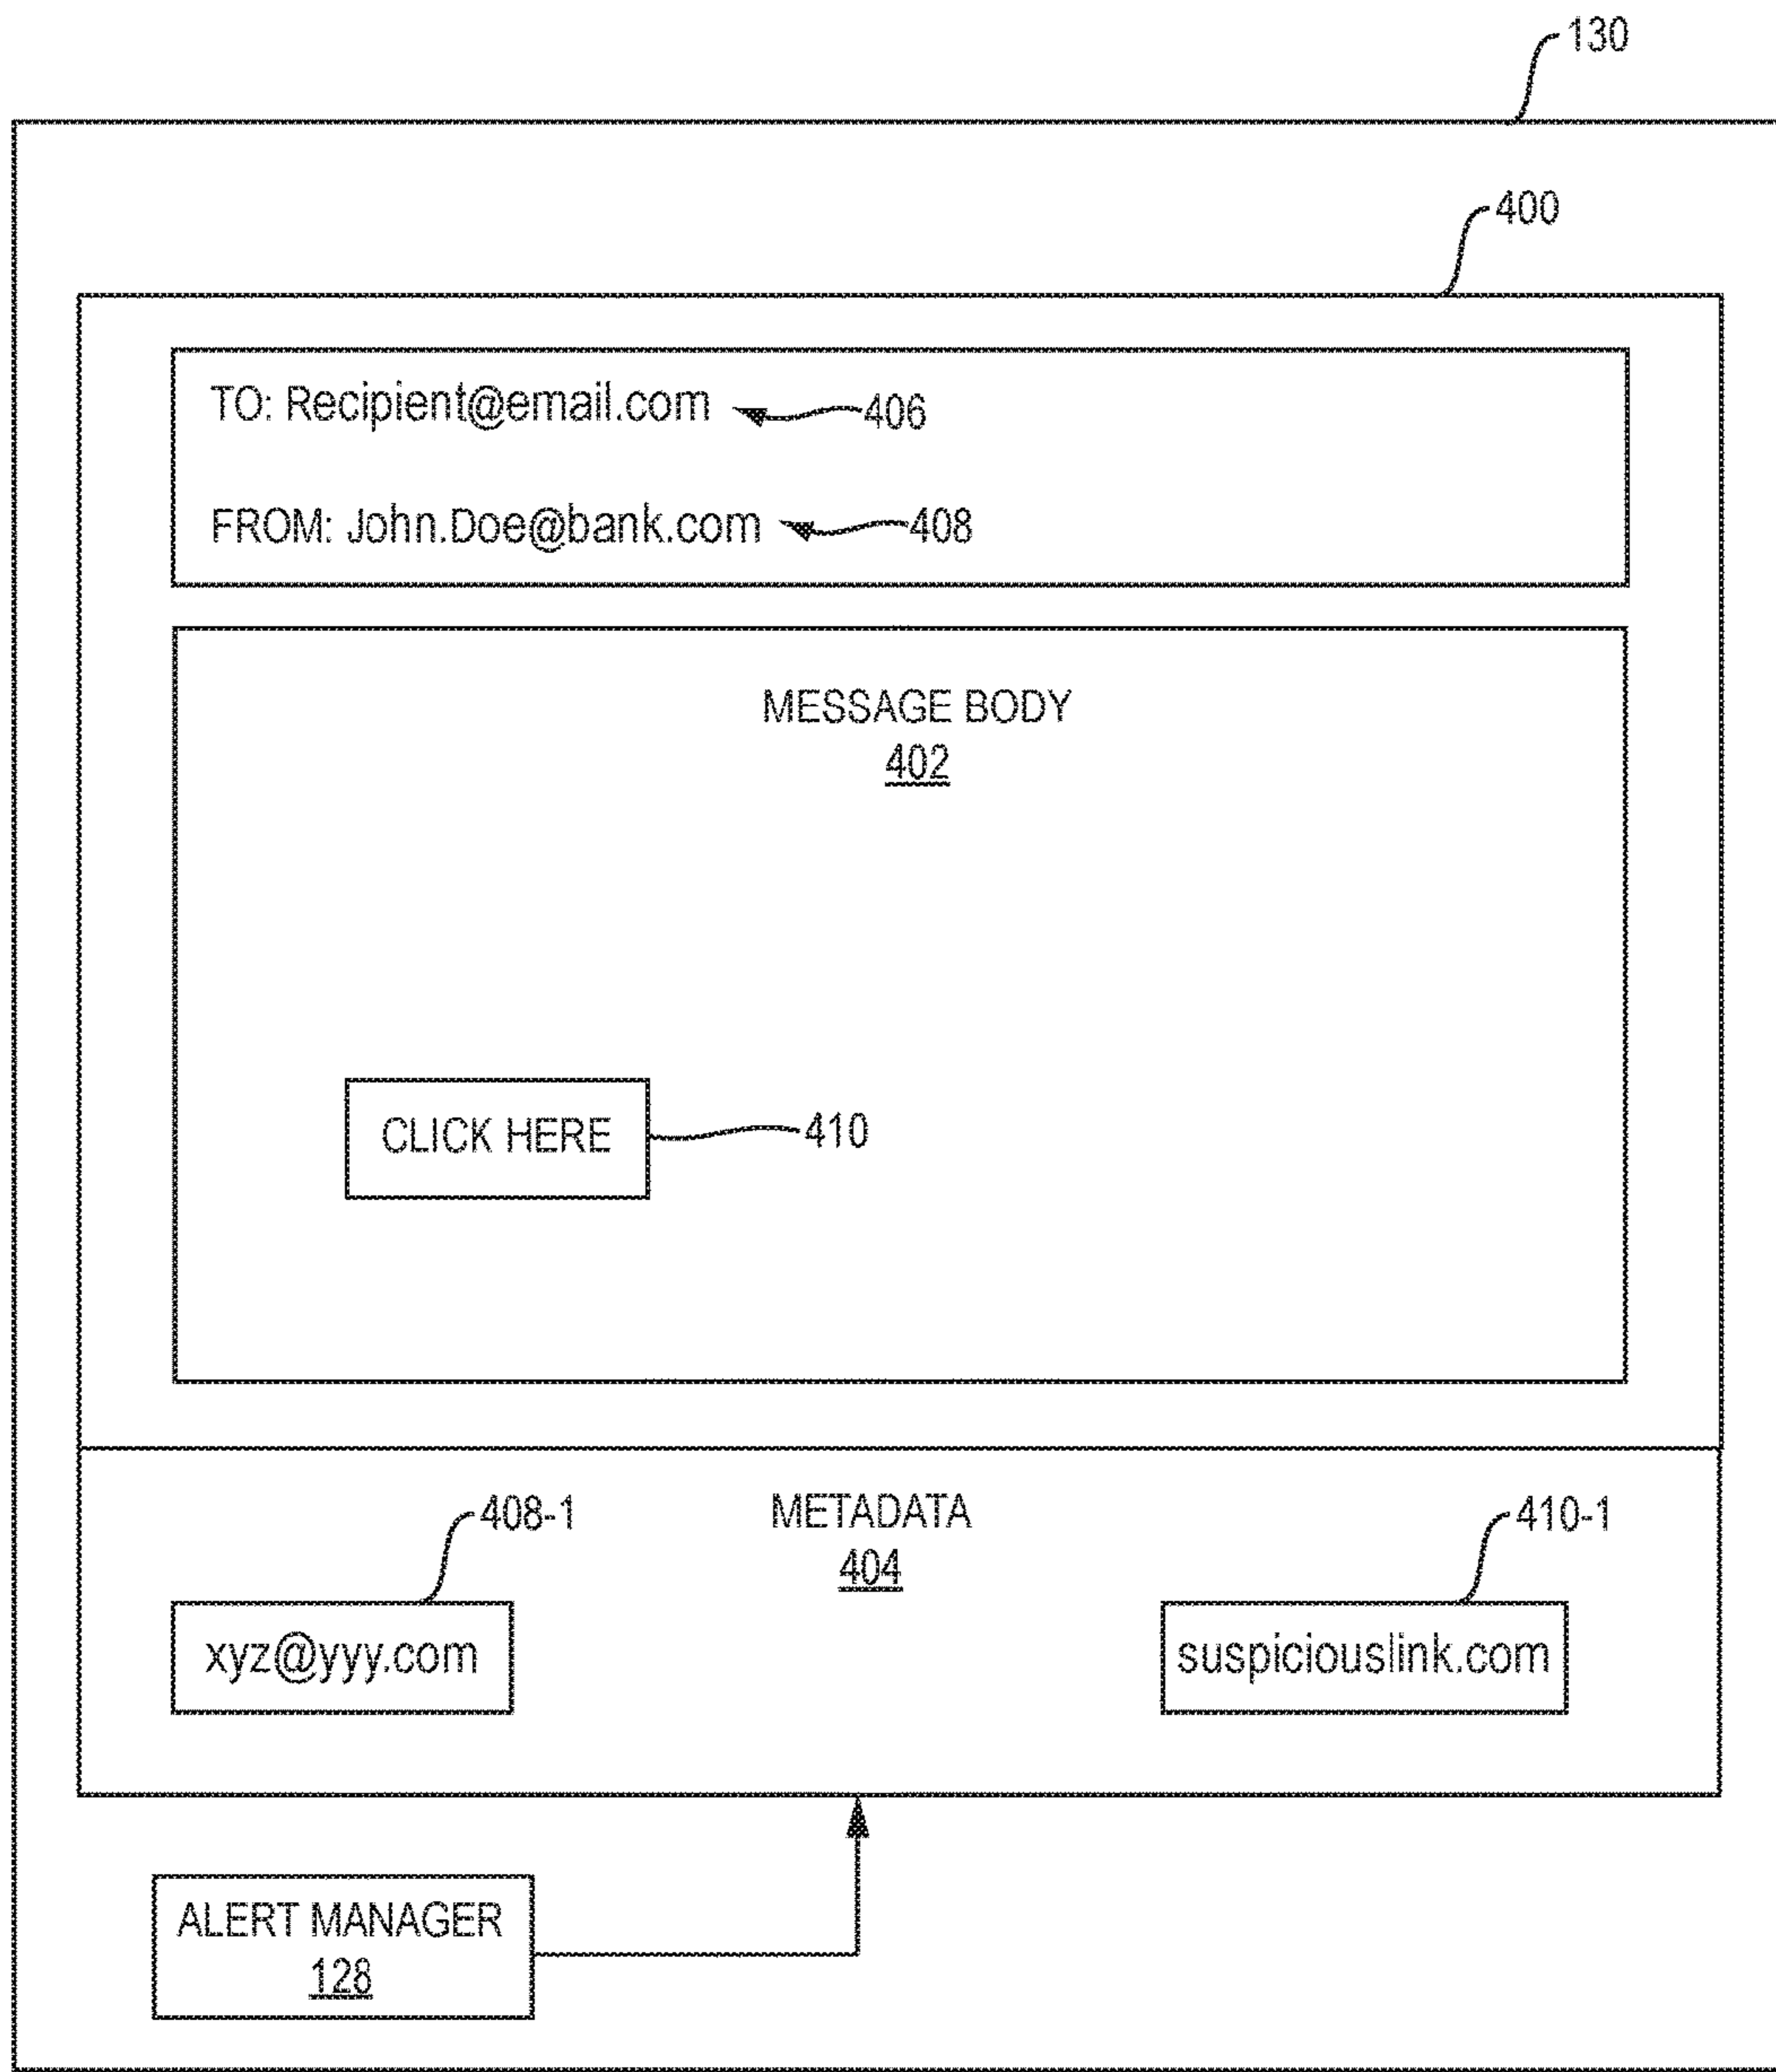 130
400
TO: Recipient@email.com 406
FROM: John.Doe@bank.com 408
MESSAGE BODY
402
CLICK HERE 410
408-1 METADATA 410-1
404
xyz@yyy.com suspiciouslink.com
ALERT MANAGER
128